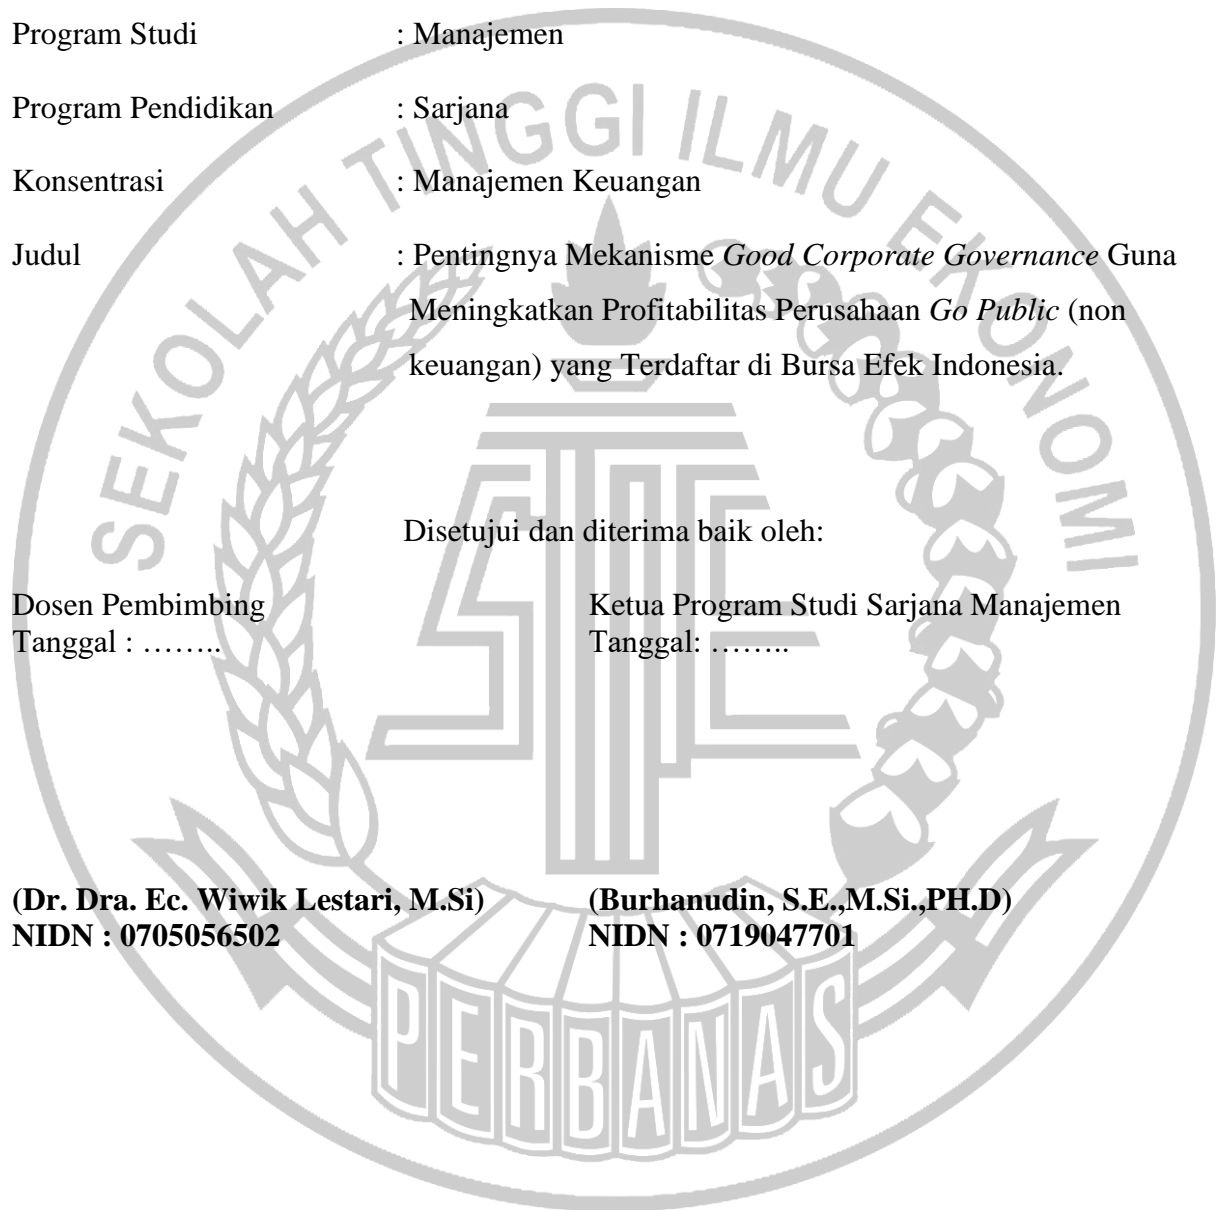 Program Studi : Manajemen
Program Pendidikan : Sarjana
Konsentrasi : Manajemen Keuangan
Judul : Pentingnya Mekanisme Good Corporate Governance Guna
Meningkatkan Profitabilitas Perusahaan Go Public (non
keuangan) yang Terdaftar di Bursa Efek Indonesia.
Disetujui dan diterima baik oleh:
Dosen Pembimbing Ketua Program Studi Sarjana Manajemen
Tanggal : …….. Tanggal: ……..
(Dr. Dra. Ec. Wiwik Lestari, M.Si) (Burhanudin, S.E.,M.Si.,PH.D)
NIDN : 0705056502 NIDN : 0719047701
SEKOLAH TINGGI ILMU EKONOMI
STIE
PERBANAS